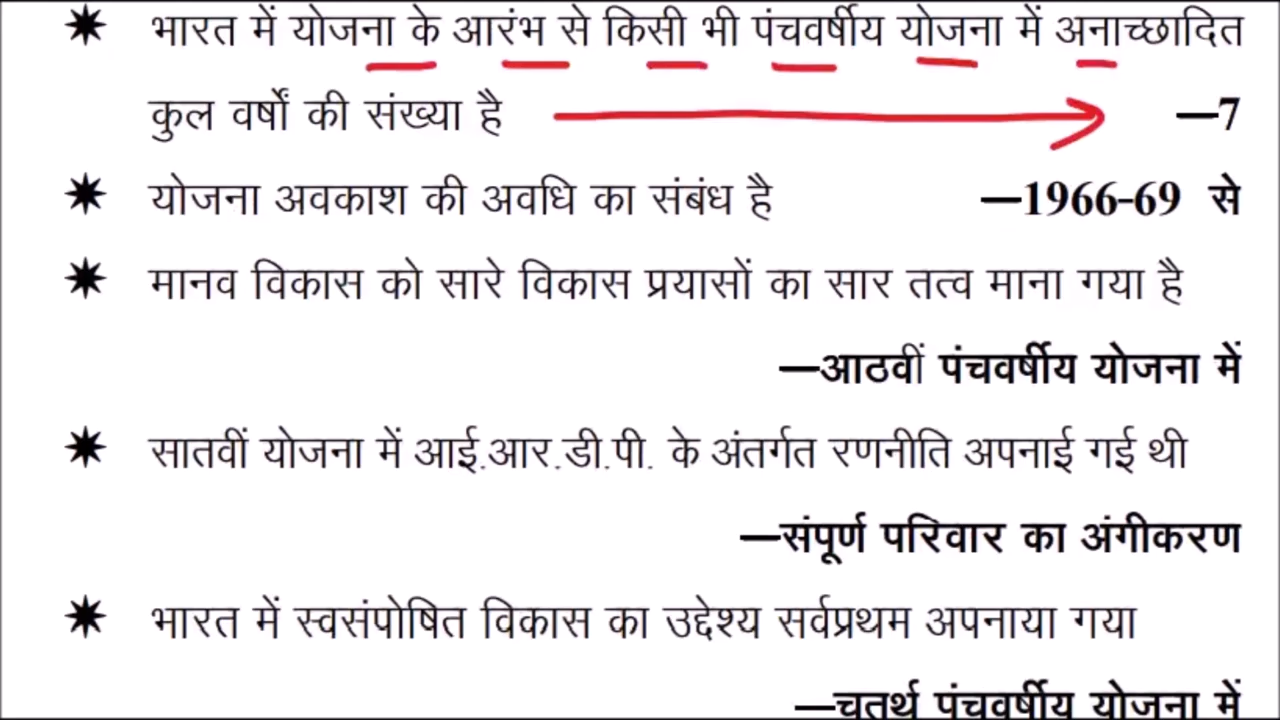 ✷ भारत में योजना के आरंभ से किसी भी पंचवर्षीय योजना में अनाच्छादित
कुल वर्षों की संख्या है —7
✷ योजना अवकाश की अवधि का संबंध है —1966-69 से
✷ मानव विकास को सारे विकास प्रयासों का सार तत्व माना गया है
—आठवीं पंचवर्षीय योजना में
✷ सातवीं योजना में आई.आर.डी.पी. के अंतर्गत रणनीति अपनाई गई थी
—संपूर्ण परिवार का अंगीकरण
✷ भारत में स्वसंपोषित विकास का उद्देश्य सर्वप्रथम अपनाया गया
—चतुर्थ पंचवर्षीय योजना में